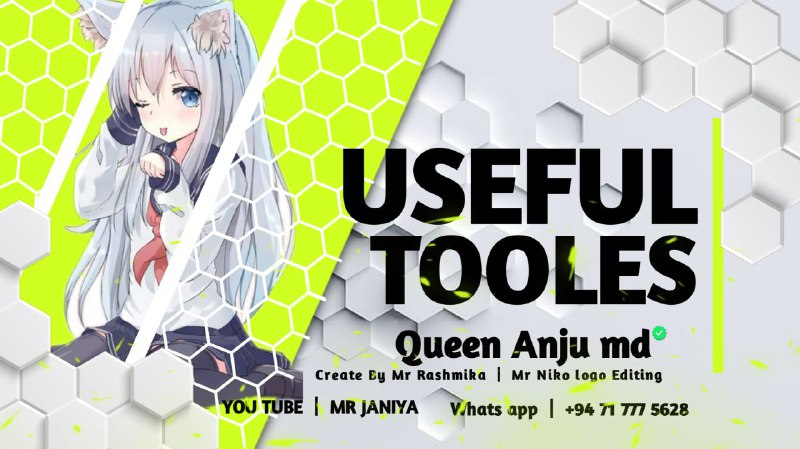 USEFUL
TOOLES
Queen Anju md
Create By Mr Rashmika | Mr Niko Logo Editing
YOU TUBE | MR JANIYA Whats app | +94 71 777 5628